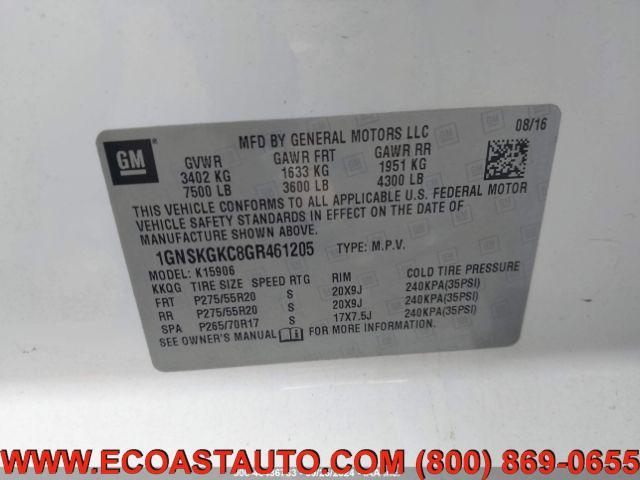 GM
MFD BY GENERAL MOTORS LLC
08/16
GVWR GAWR FRT GAWR RR
3402 KG 1633 KG 1951 KG
7500 LB 3600 LB 4300 LB
THIS VEHICLE CONFORMS TO ALL APPLICABLE U.S. FEDERAL MOTOR
VEHICLE SAFETY STANDARDS IN EFFECT ON THE DATE OF
MANUFACTURE SHOWN ABOVE.
1GNSKGKC8GR461205 TYPE: M.P.V.
MODEL: K15906
KKQG TIRE SIZE SPEED RTG RIM COLD TIRE PRESSURE
FRT P275/55R20 S 20X9J 240KPA(35PSI)
RR P275/55R20 S 20X9J 240KPA(35PSI)
SPA P265/70R17 S 17X7.5J 240KPA(35PSI)
SEE OWNER'S MANUAL FOR MORE INFORMATION.
WWW.ECOASTAUTO.COM (800) 869-0655